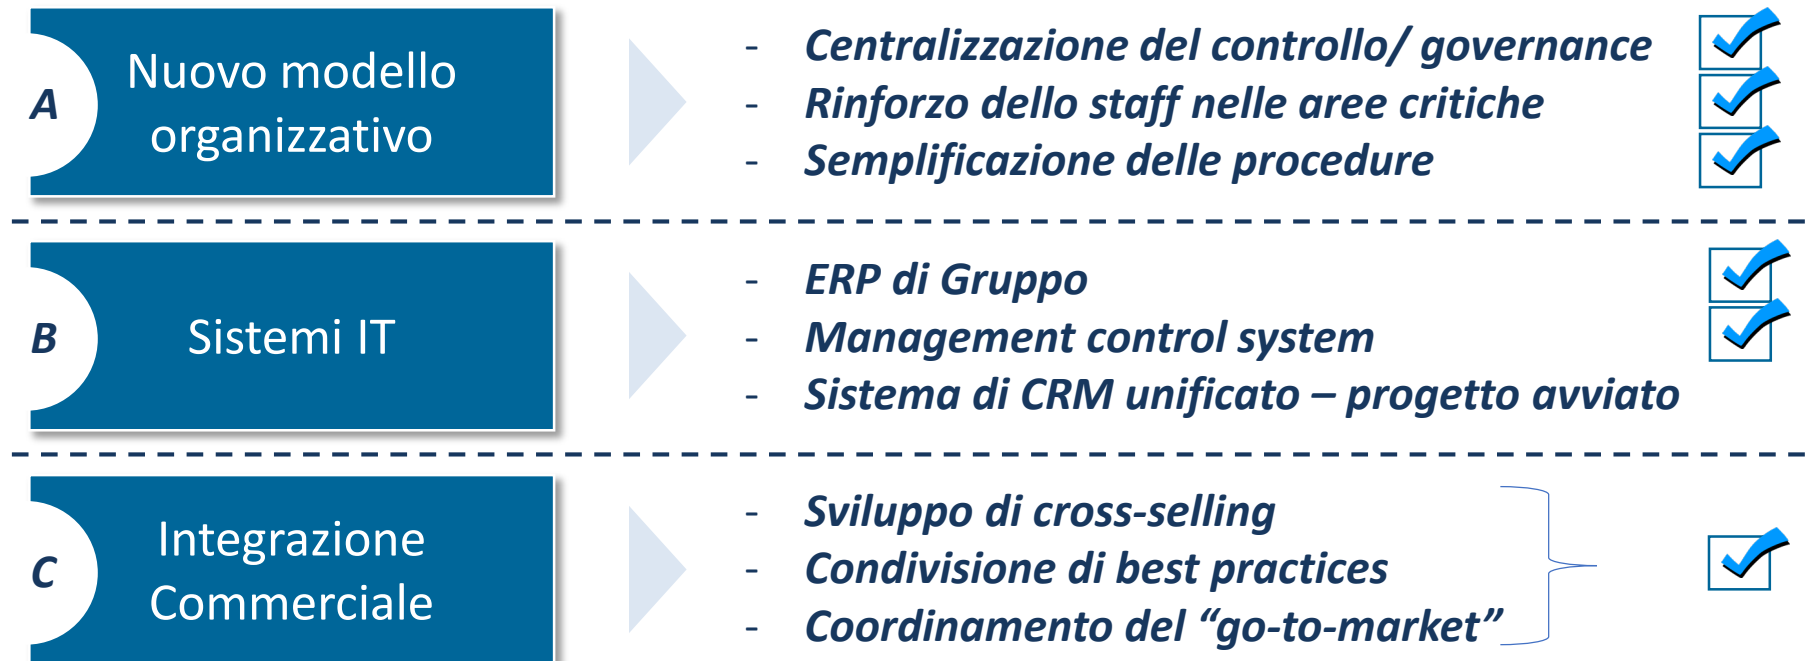 A
Nuovo modello
organizzativo
- Centralizzazione del controllo/ governance
- Rinforzo dello staff nelle aree critiche
- Semplificazione delle procedure
B
Sistemi IT
- ERP di Gruppo
- Management control system
- Sistema di CRM unificato – progetto avviato
C
Integrazione
Commerciale
- Sviluppo di cross-selling
- Condivisione di best practices
- Coordinamento del “go-to-market”